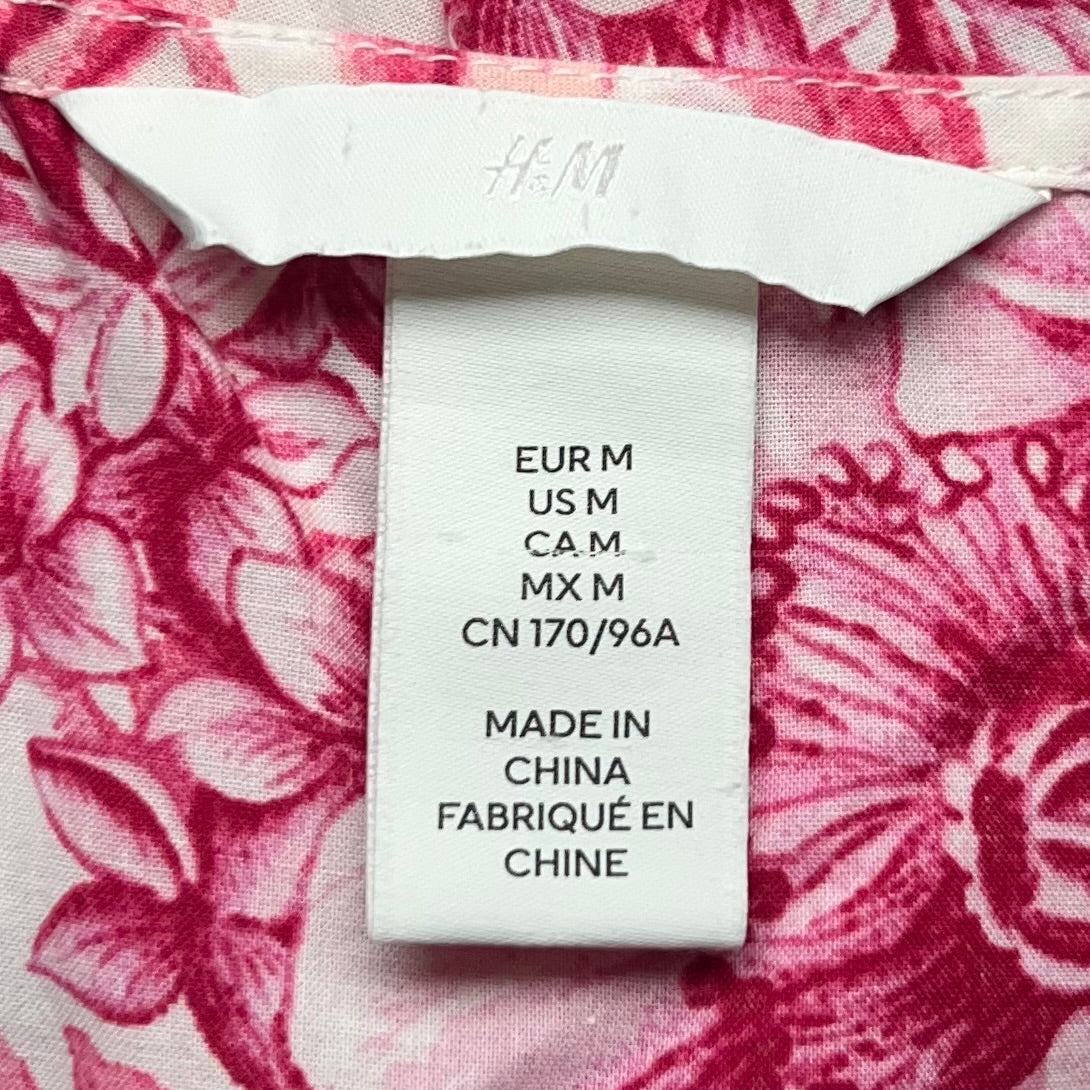 H&M
EUR M
US M
CA M
MX M
CN 170/96A
MADE IN
CHINA
FABRIQUÉ EN
CHINE